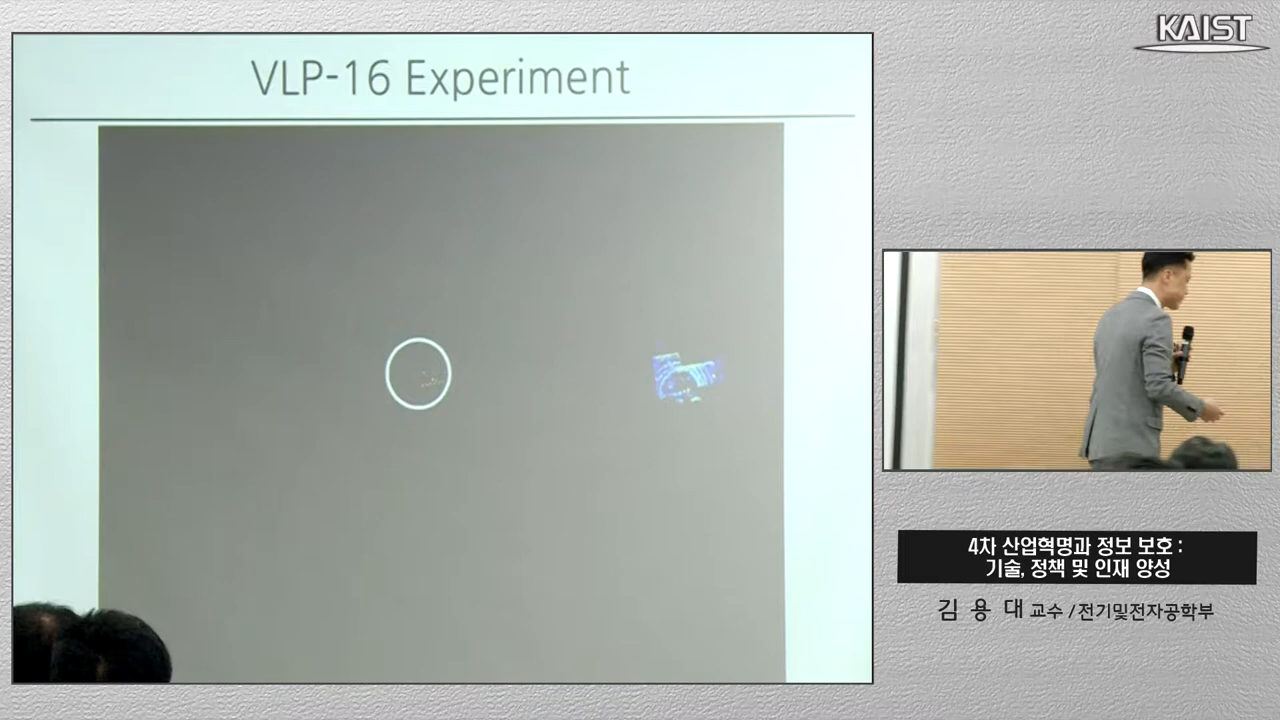 KAIST
VLP-16 Experiment
4차 산업혁명과 정보 보호 :
기술, 정책 및 인재 양성
김 용 대 교수 / 전기및전자공학부